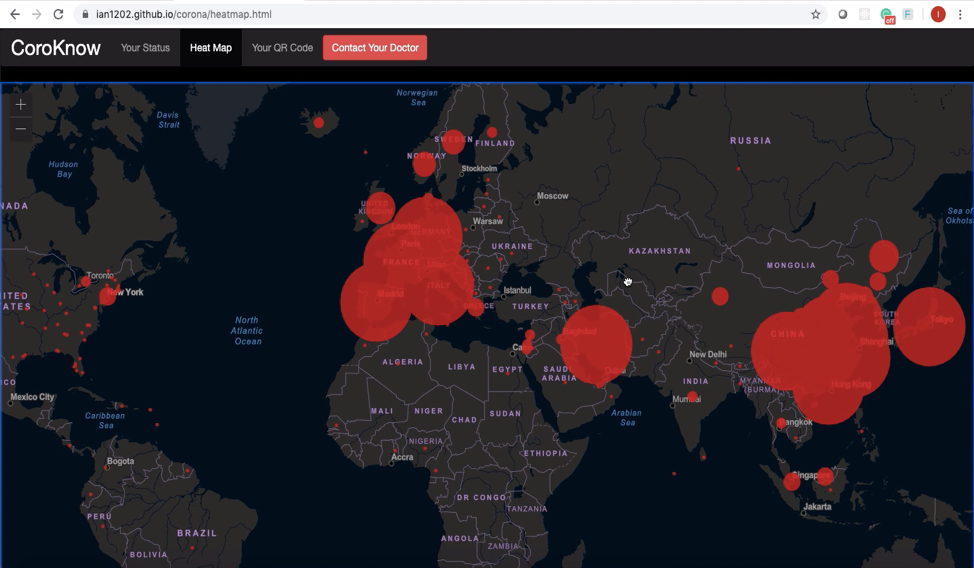 ian1202.github.io/corona/heatmap.html
off
F
I
CoroKnow
Your Status
Heat Map
Your QR Code
Contact Your Doctor
+
−
Norwegian
Sea
Davis
Strait
Hudson
Bay
RUSSIA
SWEDEN
FINLAND
NORWAY
Stockholm
Moscow
NADA
UNITED
KINGDOM
Sea of
Okhots
London
GERMANY
Paris
Warsaw
UKRAINE
KAZAKHSTAN
MONGOLIA
FRANCE
Milan
ITALY
Toronto
New York
NITED
ATES
Madrid
Istanbul
GREECE
TURKEY
Beijing
SOUTH
KOREA
Tokyo
North
Atlantic
Ocean
Baghdad
CHINA
Shanghai
Ca
New Delhi
ALGERIA
LIBYA
EGYPT
SAUDI
ARABIA
Dubai
INDIA
MYANMAR
(BURMA)
Hong Kong
ICO
Mexico City
Mumbai
Caribbean
Sea
MALI
NIGER
CHAD
SUDAN
Arabian
Sea
Bangkok
NIGERIA
Accra
ETHIOPIA
Bogota
Singapore
DR CONGO
TANZANIA
Jakarta
PERU
BRAZIL
ANGOLA
ZAMBIA
BOLIVIA